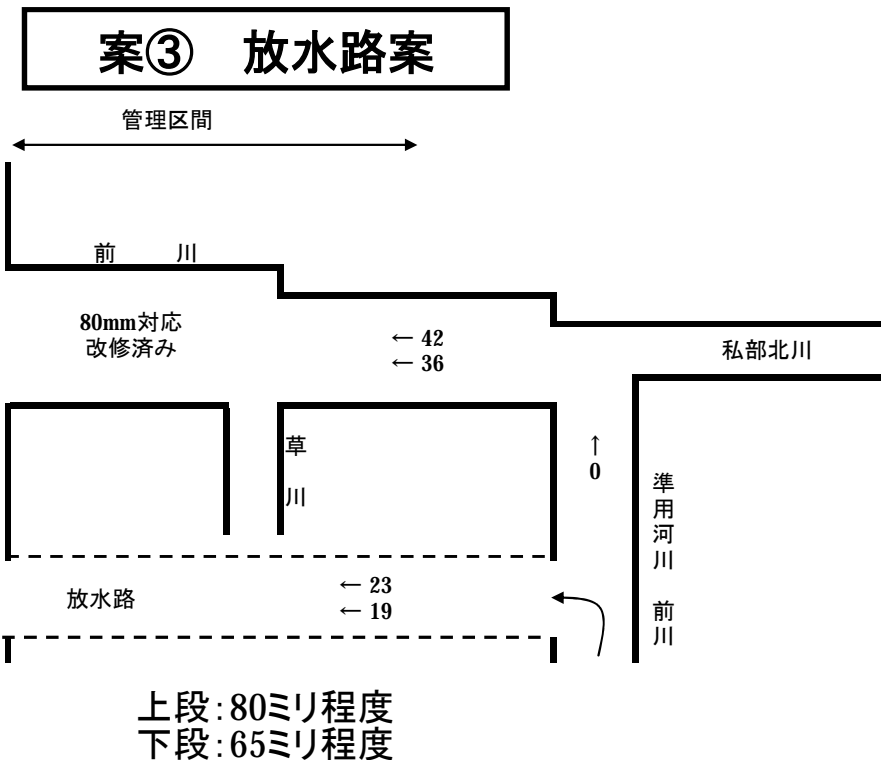 案③　放水路案
管理区間
前　川
80mm対応
改修済み
← 42
← 36
私部北川
草川
↑
0
準用河川　前川
放水路
← 23
← 19
上段:80ミリ程度
下段:65ミリ程度